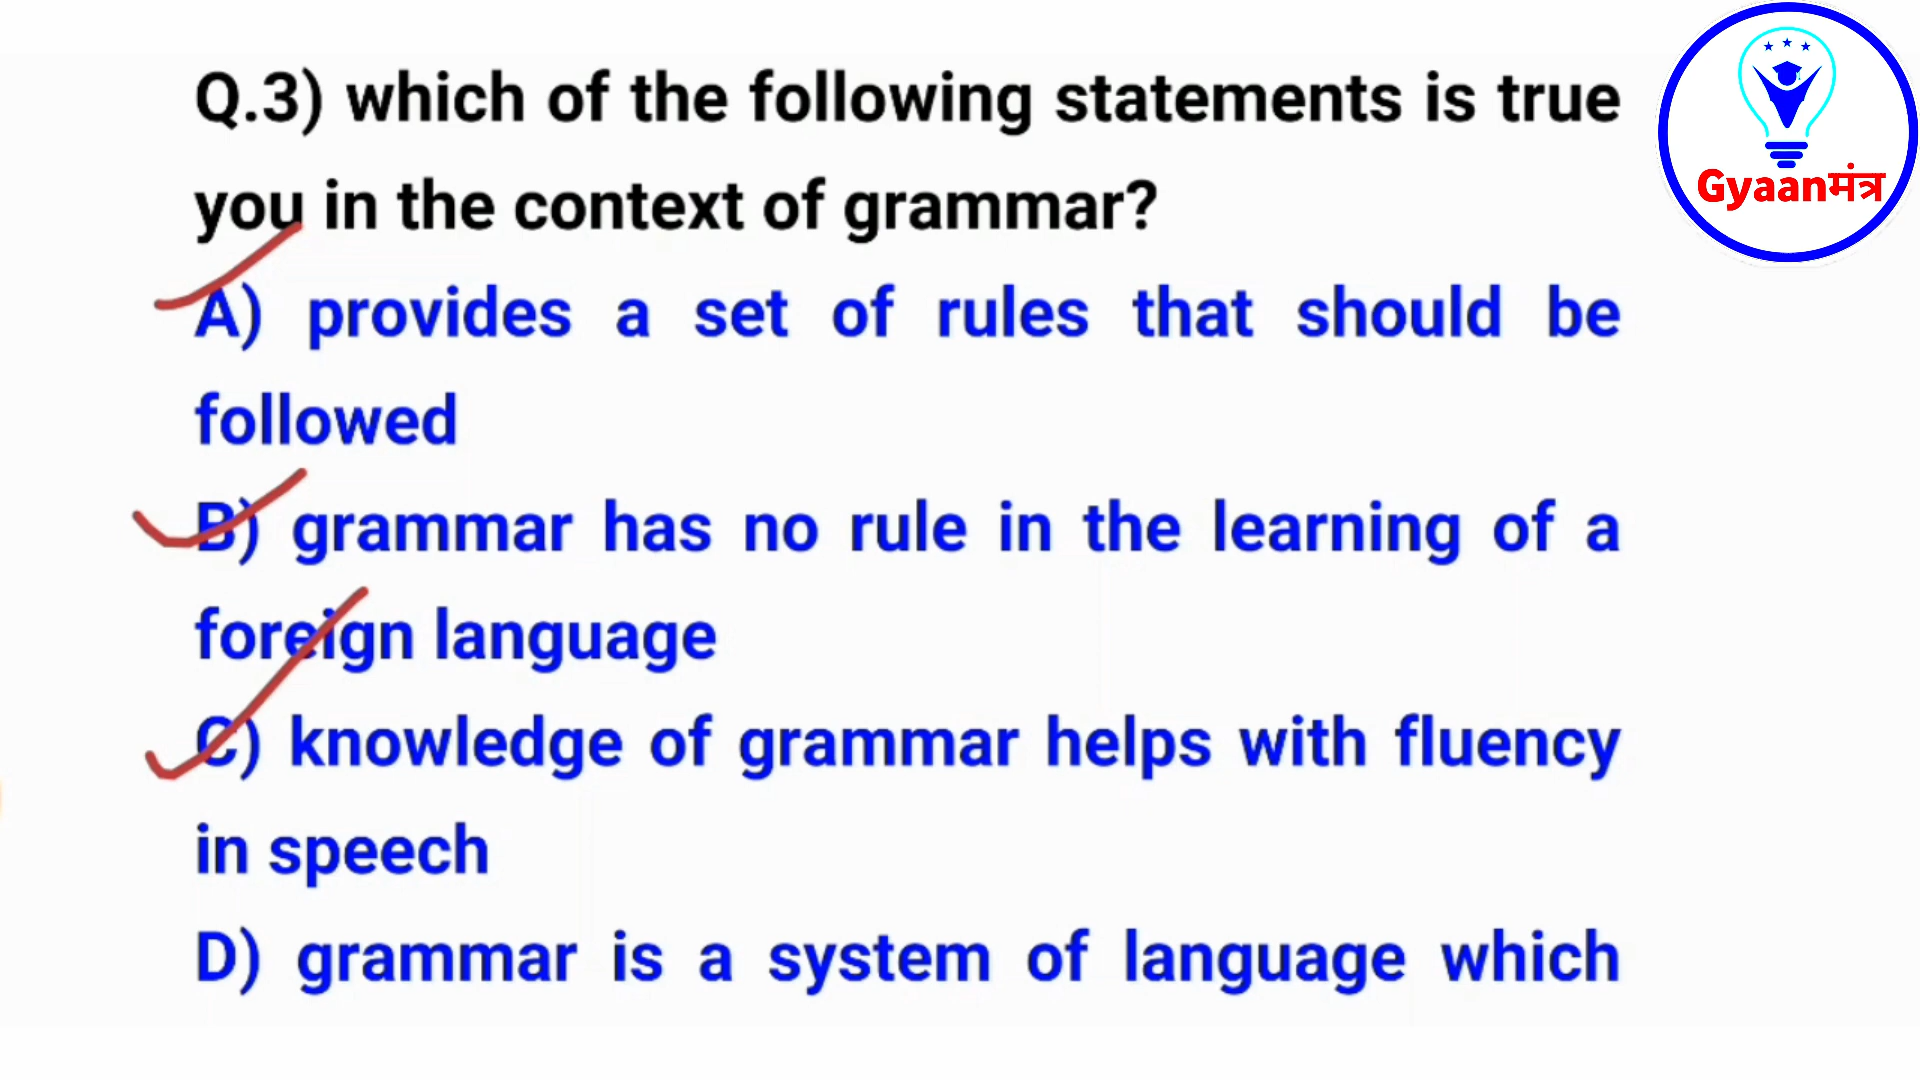 Q.3) which of the following statements is true
you in the context of grammar?
A) provides a set of rules that should be
followed
B) grammar has no rule in the learning of a
foreign language
C) knowledge of grammar helps with fluency
in speech
D) grammar is a system of language which
Gyaanमंत्र